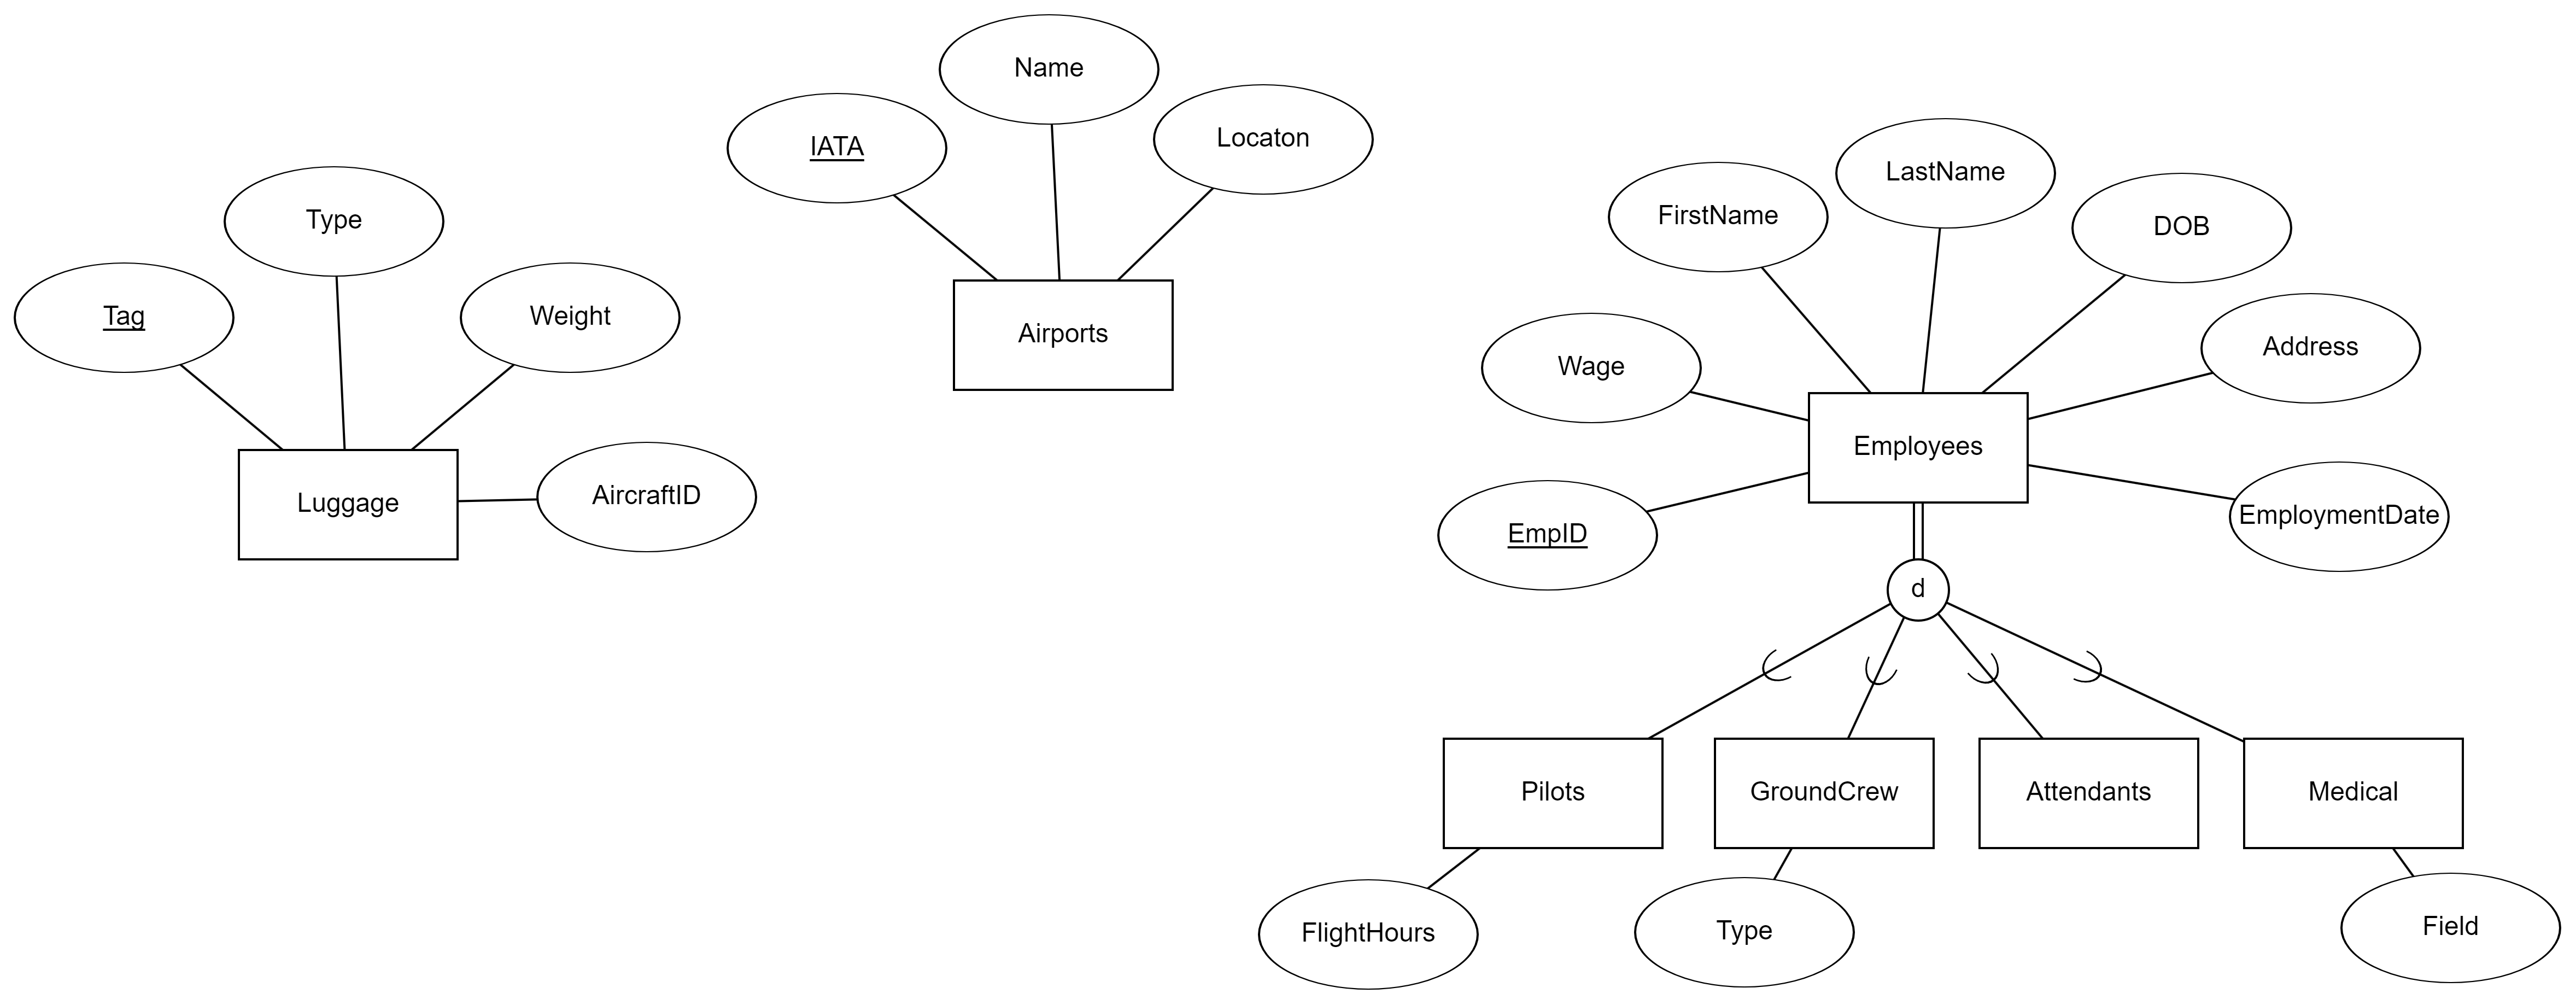 Name
IATA
Locaton
Airports
Type
Tag
Weight
Luggage
AircraftID
LastName
FirstName
DOB
Wage
Address
Employees
EmpID
EmploymentDate
d
Pilots
GroundCrew
Attendants
Medical
FlightHours
Type
Field